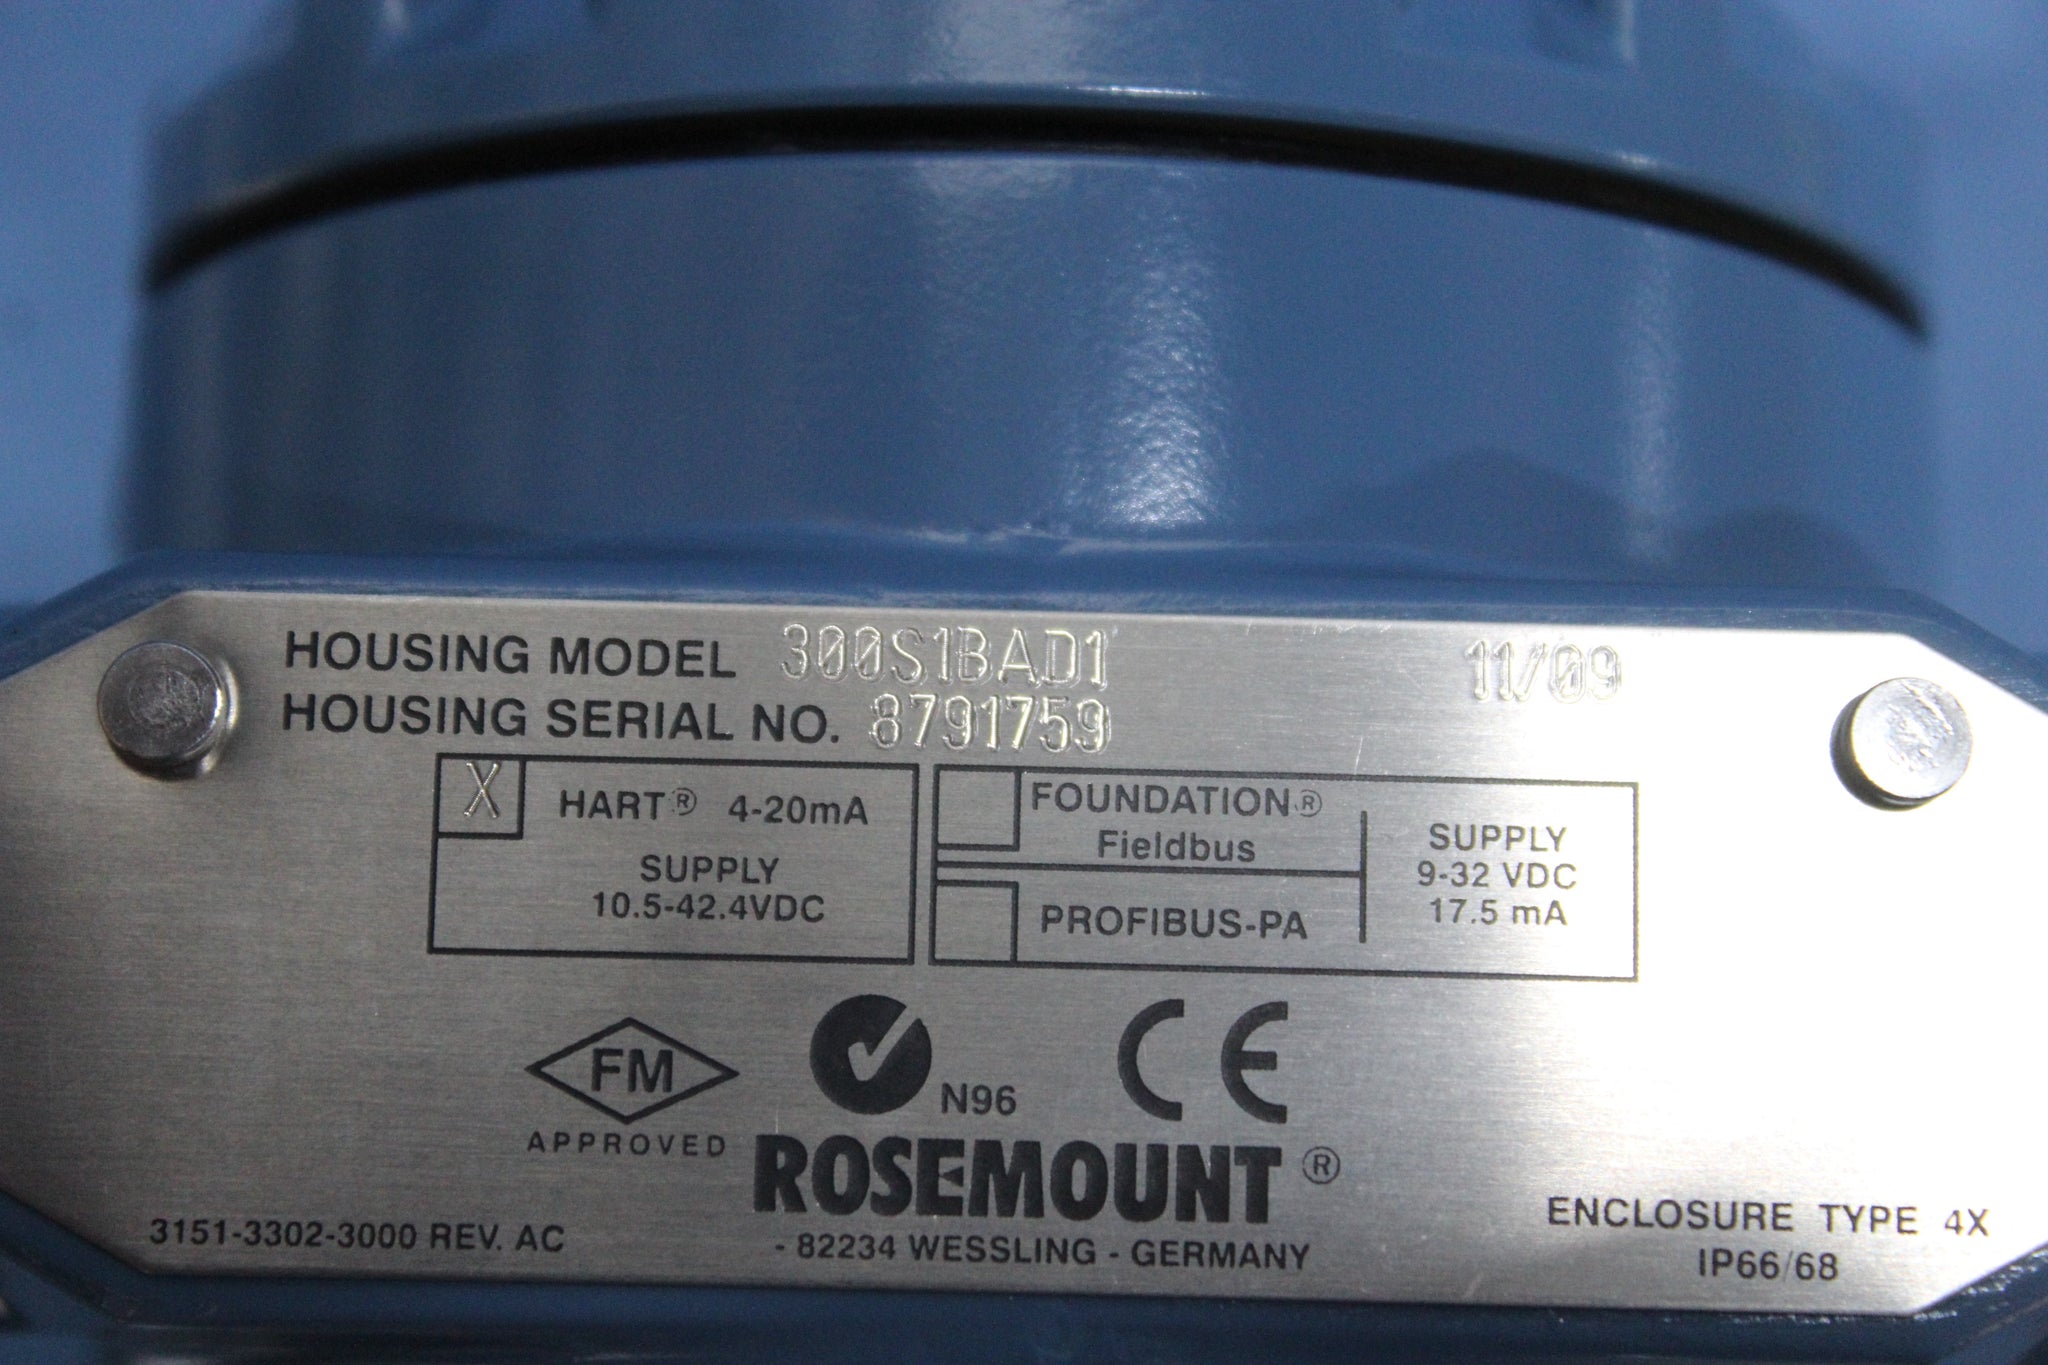 HOUSING MODEL 300S1BAD1 11/09
HOUSING SERIAL NO. 8791759
X HART® 4-20mA
SUPPLY
10.5-42.4VDC
FOUNDATION®
Fieldbus
PROFIBUS-PA
SUPPLY
9-32 VDC
17.5 mA
FM
APPROVED
N96
CE
ROSEMOUNT®
- 82234 WESSLING - GERMANY
3151-3302-3000 REV. AC
ENCLOSURE TYPE 4X
IP66/68